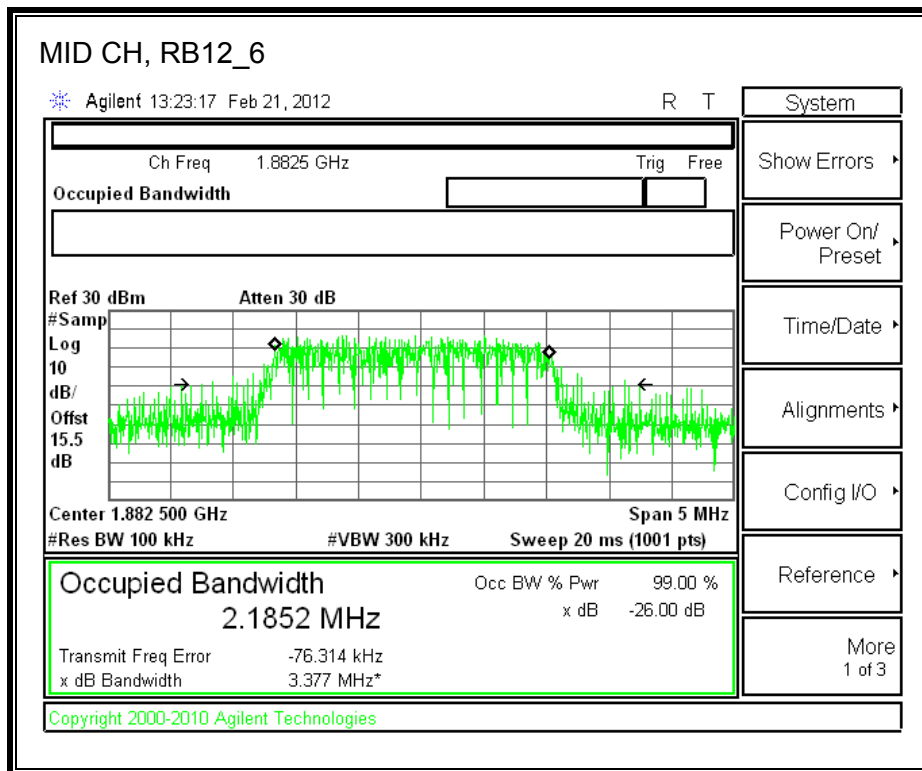 MID CH, RB12_6
Agilent 13:23:17 Feb 21, 2012 R T
System
Ch Freq 1.8825 GHz Trig Free
Occupied Bandwidth
Show Errors
Power On/
Preset
Time/Date
Alignments
Config I/O
Reference
More
1 of 3
Ref 30 dBm Atten 30 dB
#Samp
Log
10
dB/
Offst
15.5
dB
Center 1.882 500 GHz Span 5 MHz
#Res BW 100 kHz #VBW 300 kHz Sweep 20 ms (1001 pts)
Occupied Bandwidth Occ BW % Pwr 99.00 %
2.1852 MHz x dB -26.00 dB
Transmit Freq Error -76.314 kHz
x dB Bandwidth 3.377 MHz*
Copyright 2000-2010 Agilent Technologies